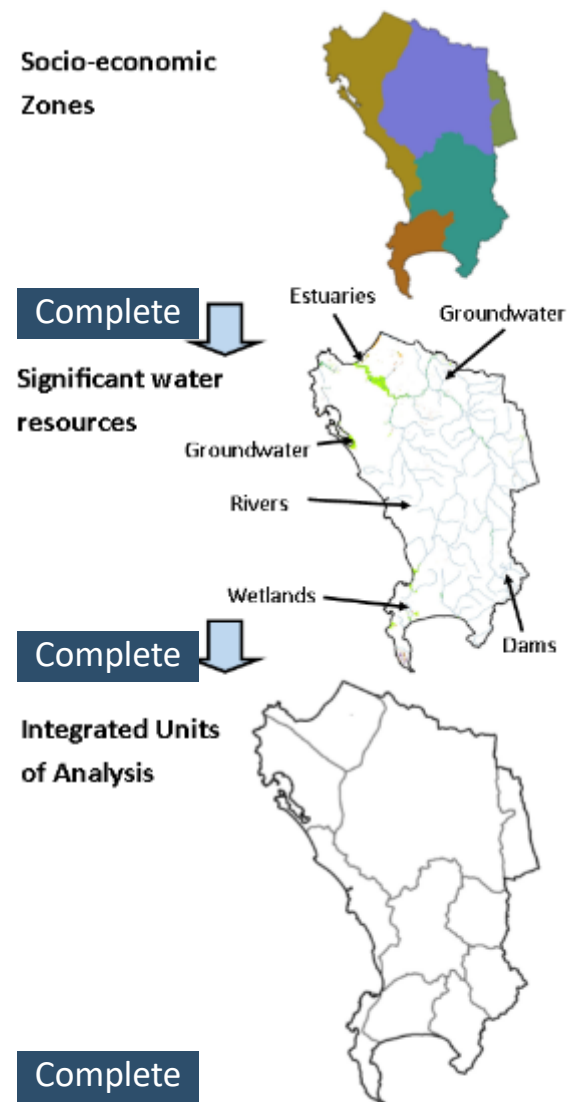 Socio-economic
Zones
Complete
Estuaries
Groundwater
Significant water
resources
Groundwater
Rivers
Wetlands
Dams
Complete
Integrated Units
of Analysis
Complete